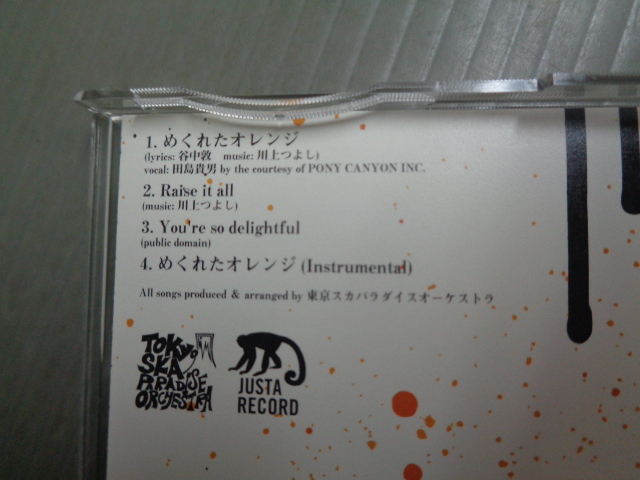 1. めくれたオレンジ
(lyrics: 谷中敦 music: 川上つよし)
vocal: 田島貴男 by the courtesy of PONY CANYON INC.
2. Raise it all
(music: 川上つよし)
3. You're so delightful
(public domain)
4. めくれたオレンジ (Instrumental)
All songs produced & arranged by 東京スカパラダイスオーケストラ
TOKYO
SKA
PARADISE
ORCHESTRA
JUSTA
RECORD